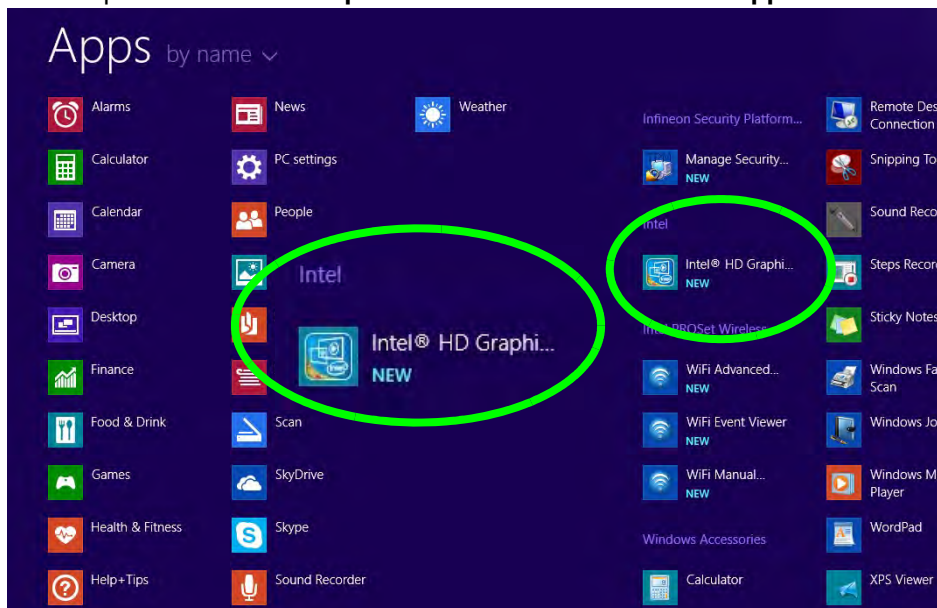 Apps by name
Alarms
Calculator
Calendar
Camera
Desktop
Finance
Food & Drink
Games
Health & Fitness
Help+Tips
News
PC settings
People
Scan
SkyDrive
Skype
Sound Recorder
Weather
Intel
Intel® HD Graphi...
NEW
Infineon Security Platform...
Manage Security...
NEW
Intel
Intel® HD Graphi...
NEW
Intel PROSet Wireless
WiFi Advanced...
NEW
WiFi Event Viewer
NEW
WiFi Manual...
NEW
Windows Accessories
Calculator
Remote Des
Connection
Snipping To
Sound Reco
Steps Recor
Sticky Notes
Windows Fa
Scan
Windows Jo
Windows M
Player
WordPad
XPS Viewer